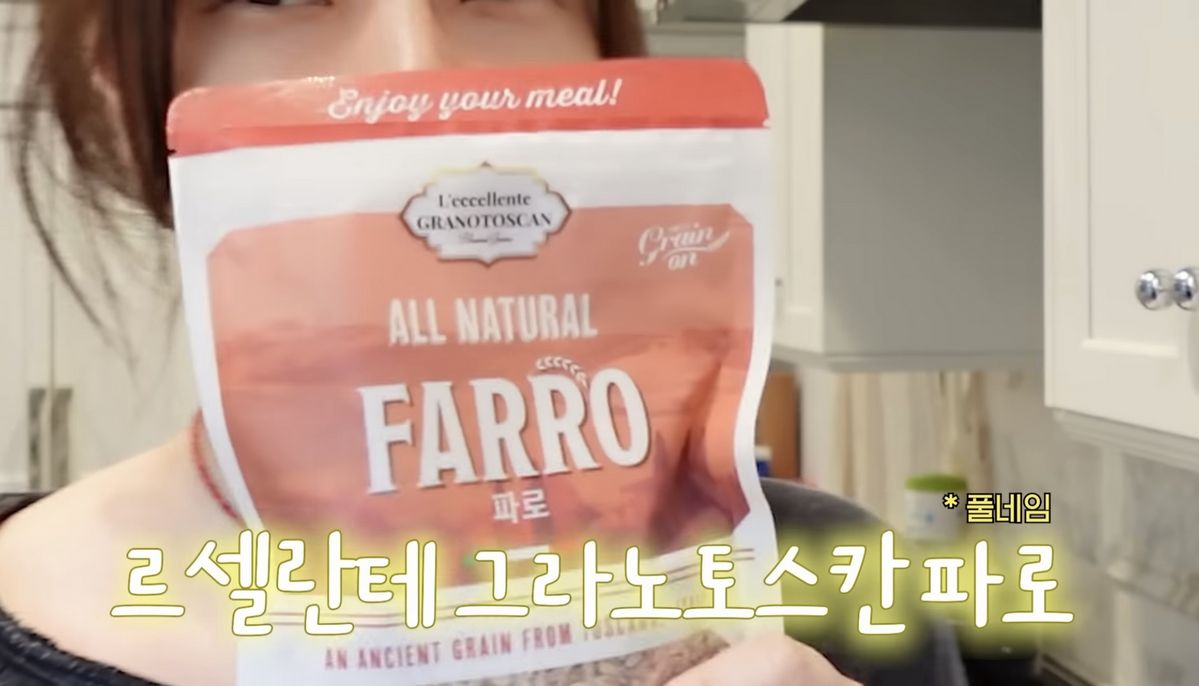 Enjoy your meal!
L'eccellente
GRANOTOSCAN
Grain
on
ALL NATURAL
FARRO
파로
* 풀네임
르 셀란테 그라노토스칸 파로
AN ANCIENT GRAIN FROM